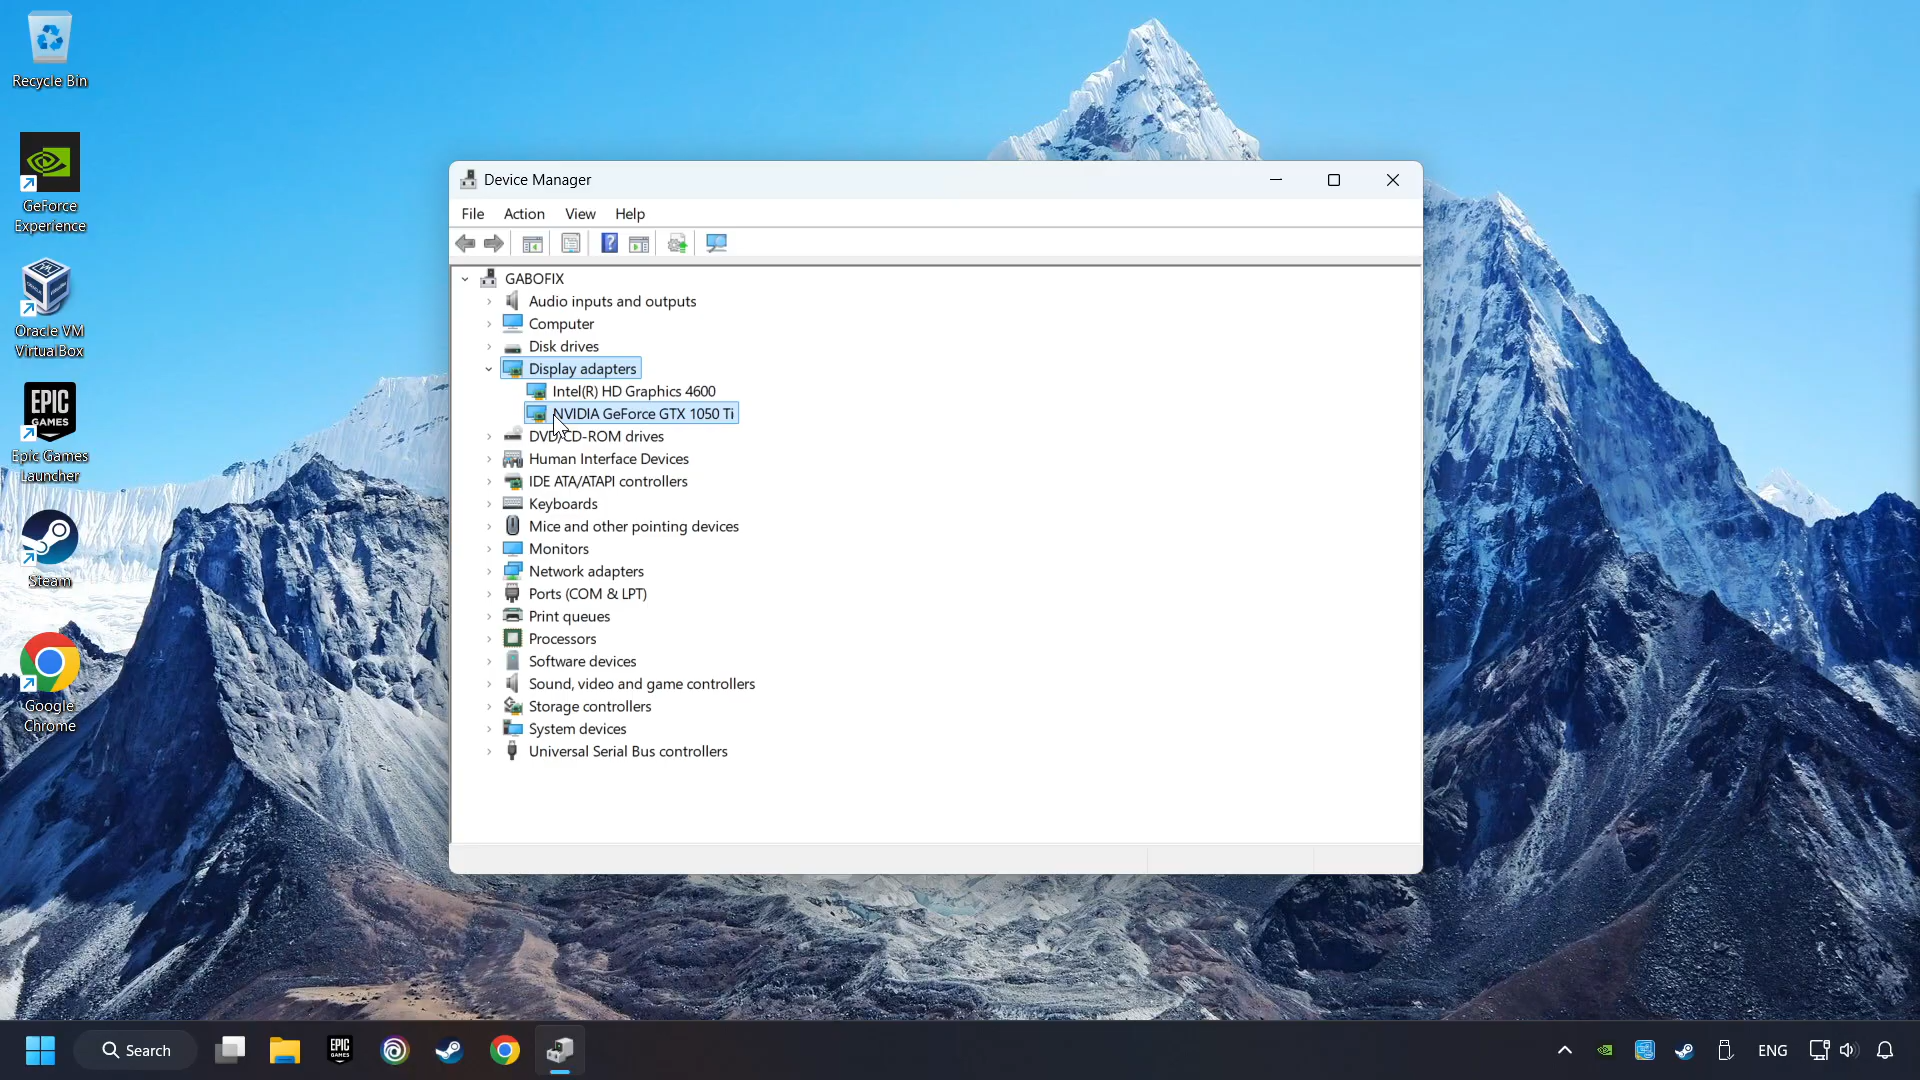 Recycle Bin
GeForce
Experience
Oracle VM
VirtualBox
EPIC
GAMES
Epic Games
Launcher
Steam
Google
Chrome
Device Manager
File Action View Help
GABOFIX
Audio inputs and outputs
Computer
Disk drives
Display adapters
Intel(R) HD Graphics 4600
NVIDIA GeForce GTX 1050 Ti
DVD/CD-ROM drives
Human Interface Devices
IDE ATA/ATAPI controllers
Keyboards
Mice and other pointing devices
Monitors
Network adapters
Ports (COM & LPT)
Print queues
Processors
Software devices
Sound, video and game controllers
Storage controllers
System devices
Universal Serial Bus controllers
Search
EPIC
GAMES
ENG